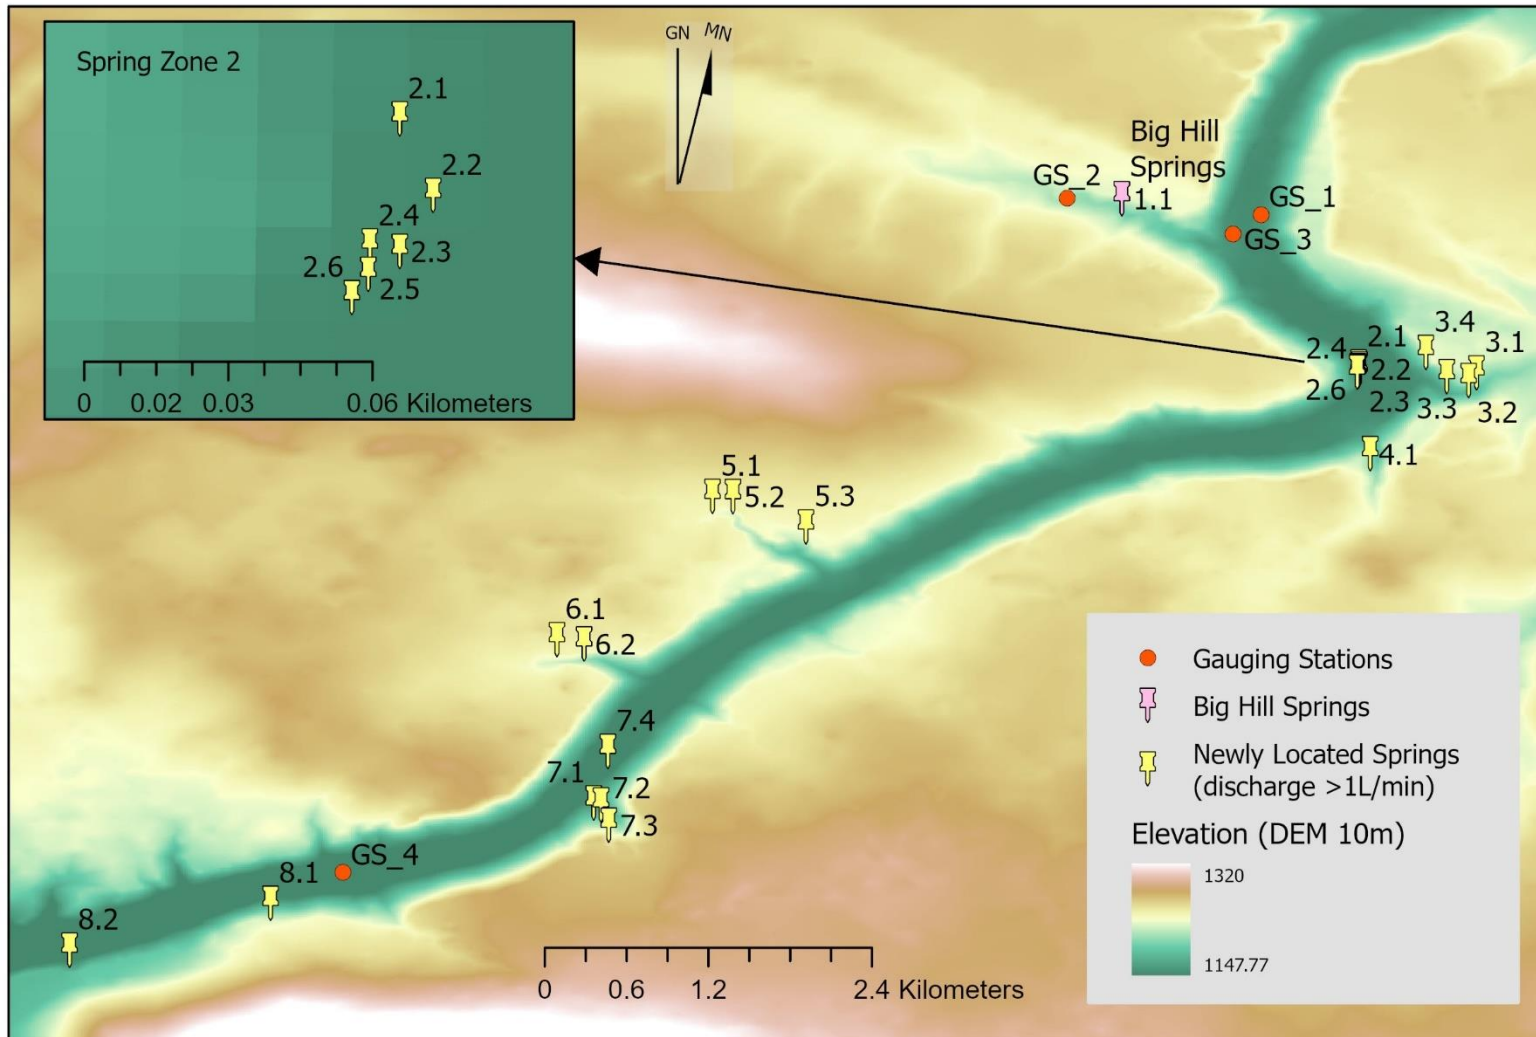 Spring Zone 2
2.1
2.2
2.4
2.3
2.6
2.5
0 0.02 0.03 0.06 Kilometers
GN MN
Big Hill
Springs
GS_2
1.1
GS_1
GS_3
2.4 2.1
2.2
2.6
2.3
3.4
3.1
3.3
3.2
4.1
5.1
5.2
5.3
6.1
6.2
7.4
7.1
7.2
7.3
GS_4
8.1
8.2
0 0.6 1.2 2.4 Kilometers
Gauging Stations
Big Hill Springs
Newly Located Springs
(discharge >1L/min)
Elevation (DEM 10m)
1320
1147.77